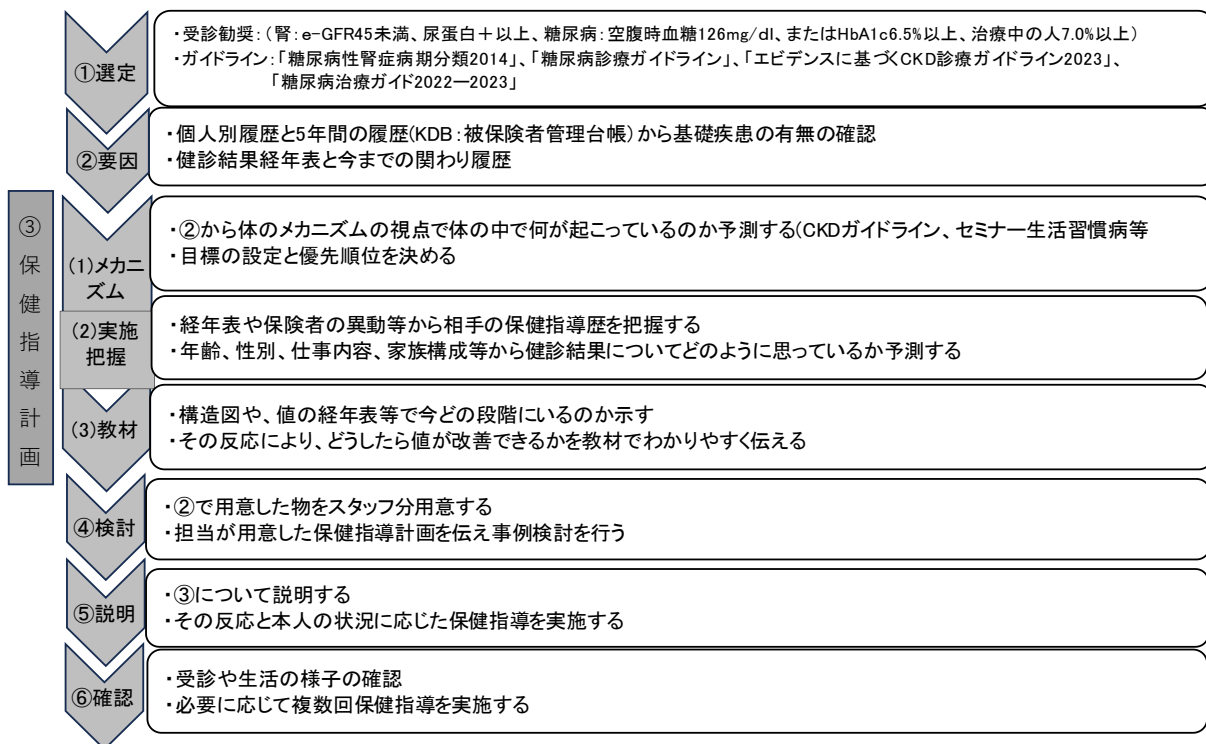 ①選定
・受診勧奨：（腎：e-GFR45未満、尿蛋白＋以上、糖尿病：空腹時血糖126mg/dl、またはHbA1c6.5%以上、治療中の人7.0%以上）
・ガイドライン：「糖尿病性腎症病期分類2014」、「糖尿病診療ガイドライン」、「エビデンスに基づくCKD診療ガイドライン2023」、
「糖尿病治療ガイド2022―2023」
②要因
・個人別履歴と5年間の履歴(KDB：被保険者管理台帳)から基礎疾患の有無の確認
・健診結果経年表と今までの関わり履歴
③保健指導計画
(1)メカニ
ズム
・②から体のメカニズムの視点で体の中で何が起こっているのか予測する(CKDガイドライン、セミナー生活習慣病等
・目標の設定と優先順位を決める
(2)実施
把握
・経年表や保険者の異動等から相手の保健指導歴を把握する
・年齢、性別、仕事内容、家族構成等から健診結果についてどのように思っているか予測する
(3)教材
・構造図や、値の経年表等で今どの段階にいるのか示す
・その反応により、どうしたら値が改善できるかを教材でわかりやすく伝える
④検討
・②で用意した物をスタッフ分用意する
・担当が用意した保健指導計画を伝え事例検討を行う
⑤説明
・③について説明する
・その反応と本人の状況に応じた保健指導を実施する
⑥確認
・受診や生活の様子の確認
・必要に応じて複数回保健指導を実施する